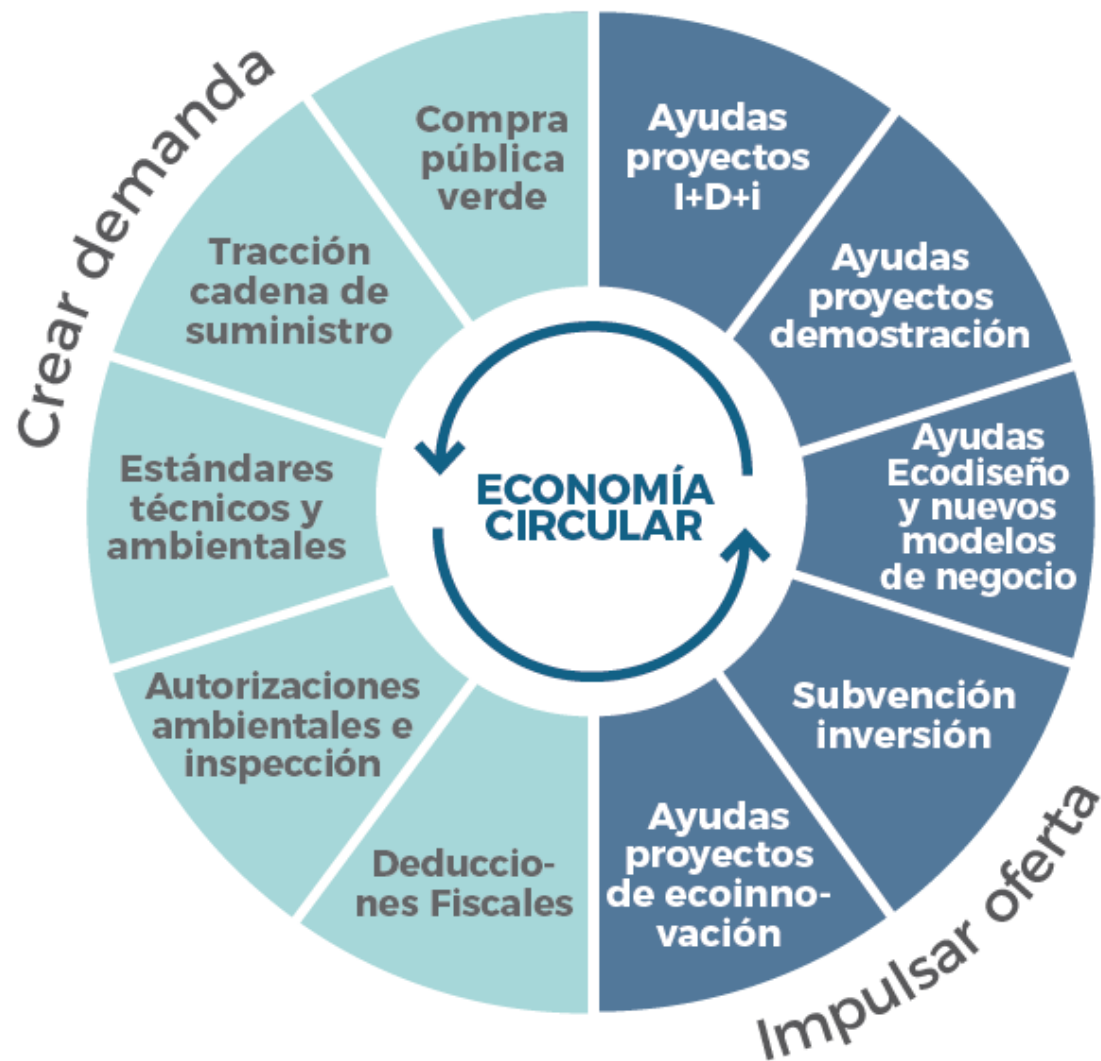 Crear demanda
Compra
pública
verde
Tracción
cadena de
suministro
Estándares
técnicos y
ambientales
Autorizaciones
ambientales e
inspección
Deduccio-
nes Fiscales
ECONOMÍA
CIRCULAR
Ayudas
proyectos
I+D+i
Ayudas
proyectos
demostración
Ayudas
Ecodiseño
y nuevos
modelos
de negocio
Subvención
inversión
Ayudas
proyectos
de ecoinno-
vación
Impulsar oferta